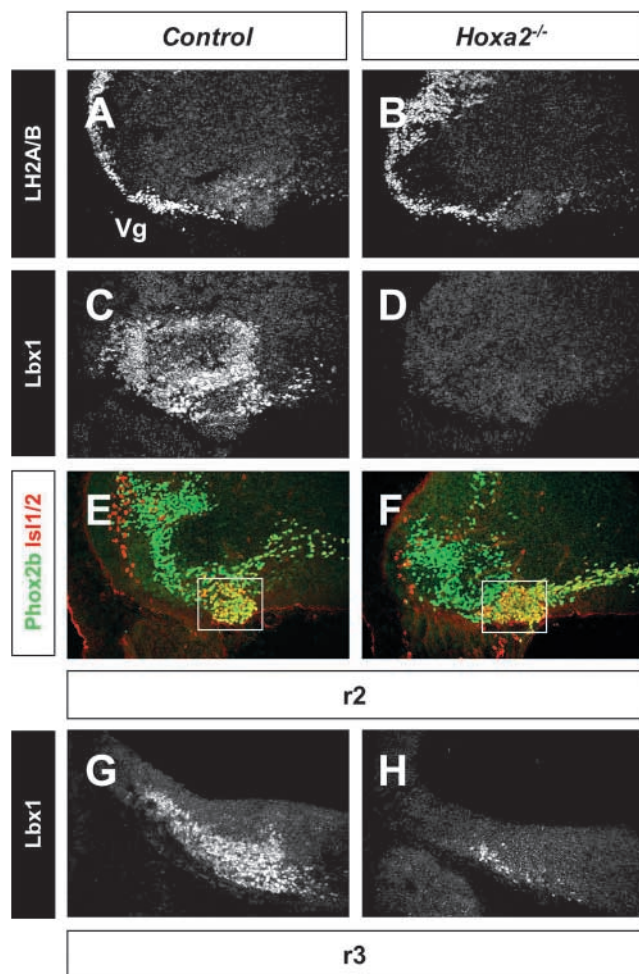 Control
Hoxa2-/-
LH2A/B
A
B
Vg
Lbx1
C
D
Phox2b Isl1/2
E
F
r2
Lbx1
G
H
r3